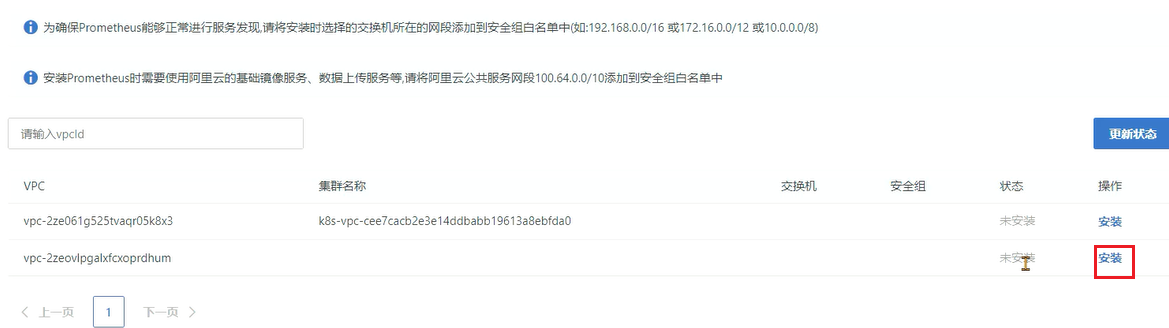 为确保Prometheus能够正常进行服务发现,请将安装时选择的交换机所在的网段添加到安全组白名单中(如:192.168.0.0/16 或172.16.0.0/12 或10.0.0.0/8)
安装Prometheus时需要使用阿里云的基础镜像服务、数据上传服务等,请将阿里云公共服务网段100.64.0.0/10添加到安全组白名单中
请输入vpcId
更新状态
VPC 集群名称 交换机 安全组 状态 操作
vpc-2ze061g525tvaqr05k8x3 k8s-vpc-cee7cacb2e3e14ddbabb19613a8ebfda0 未安装 安装
vpc-2zeovlpgalxfcxoprdhum 未安装 安装
上一页 1 下一页